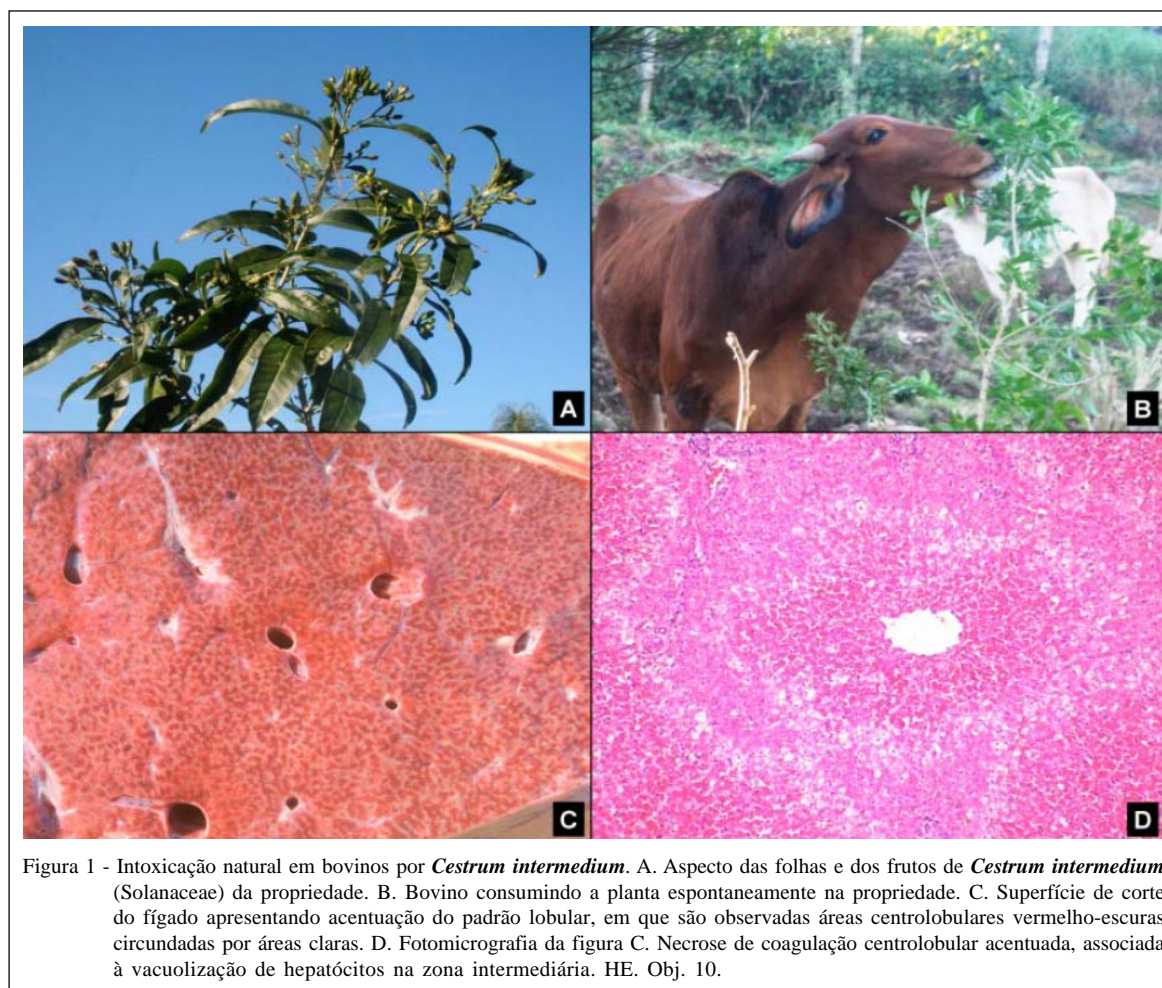 A
B
C
D
Figura 1 - Intoxicação natural em bovinos por Cestrum intermedium. A. Aspecto das folhas e dos frutos de Cestrum intermedium
(Solanaceae) da propriedade. B. Bovino consumindo a planta espontaneamente na propriedade. C. Superfície de corte
do fígado apresentando acentuação do padrão lobular, em que são observadas áreas centrolobulares vermelho-escuras
circundadas por áreas claras. D. Fotomicrografia da figura C. Necrose de coagulação centrolobular acentuada, associada
à vacuolização de hepatócitos na zona intermediária. HE. Obj. 10.